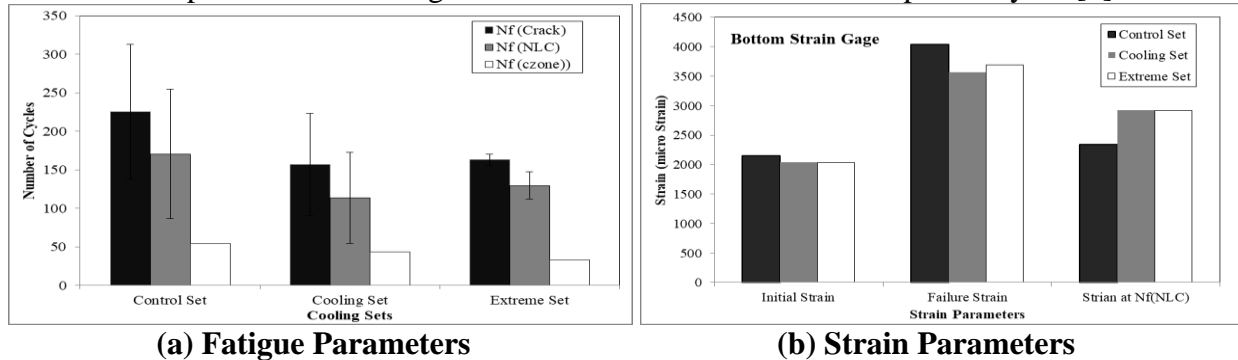 Nf (Crack)
Nf (NLC)
Nf (czone))
350
300
250
200
150
100
50
0
Number of Cycles
Control Set
Cooling Set
Extreme Set
Cooling Sets
(a) Fatigue Parameters
Bottom Strain Gage
Control Set
Cooling Set
Extreme Set
4500
4000
3500
3000
2500
2000
1500
1000
500
0
Strain (micro Strain)
Initial Strain
Failure Strain
Strian at Nf(NLC)
Strain Parameters
(b) Strain Parameters